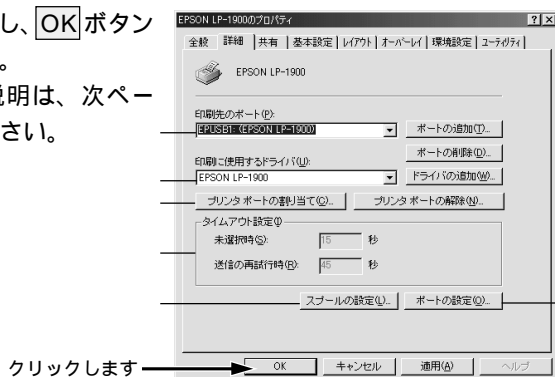 し、OKボタン
。
説明は、次ペー
さい。
クリックします
EPSON LP-1900のプロパティ
全般 詳細 共有 基本設定 レイアウト オーバーレイ 環境設定 ユーティリティ
EPSON LP-1900
印刷先のポート(P):
EPUSB1: (EPSON LP-1900)
ポートの追加(T)...
ポートの削除(D)...
印刷に使用するドライバ(U):
EPSON LP-1900
ドライバの追加(W)...
プリンタ ポートの割り当て(C)...
プリンタ ポートの解除(N)...
タイムアウト設定
未選択時(S): 15 秒
送信の再試行時(R): 45 秒
スプールの設定(L)...
ポートの設定(O)...
OK
キャンセル
適用(A)
ヘルプ